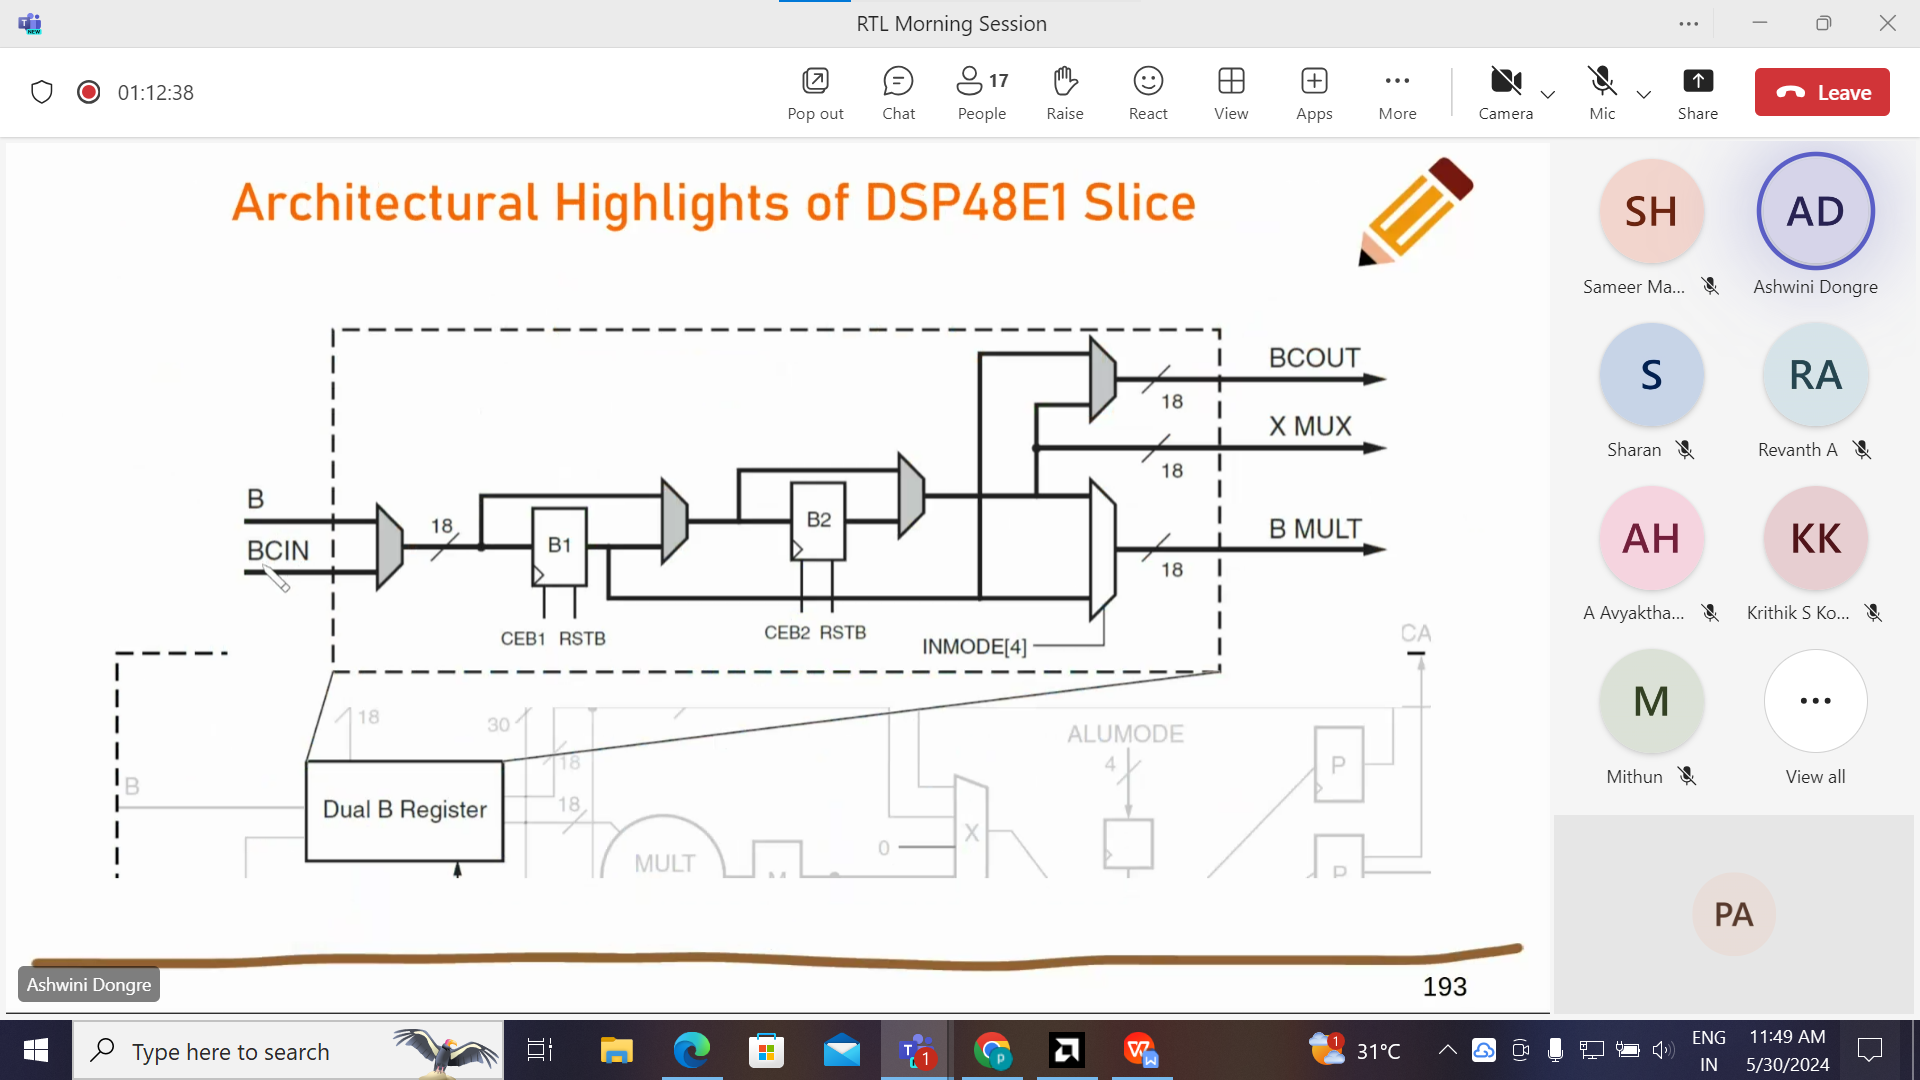 RTL Morning Session
NEW
01:12:38
Pop out
Chat
17
People
Raise
React
View
Apps
More
Camera
Mic
Share
Leave
Architectural Highlights of DSP48E1 Slice
BCOUT
18
X MUX
18
B
BCIN
18
B1
B2
B MULT
18
CEB1 RSTB
CEB2 RSTB
INMODE[4]
CA
18
30
18
ALUMODE
4
P
B
Dual B Register
18
MULT
M
0
X
P
193
Ashwini Dongre
SH
Sameer Ma...
AD
Ashwini Dongre
S
Sharan
RA
Revanth A
AH
A Avyaktha...
KK
Krithik S Ko...
M
Mithun
View all
PA
Type here to search
1
1
31°C
ENG
IN
11:49 AM
5/30/2024